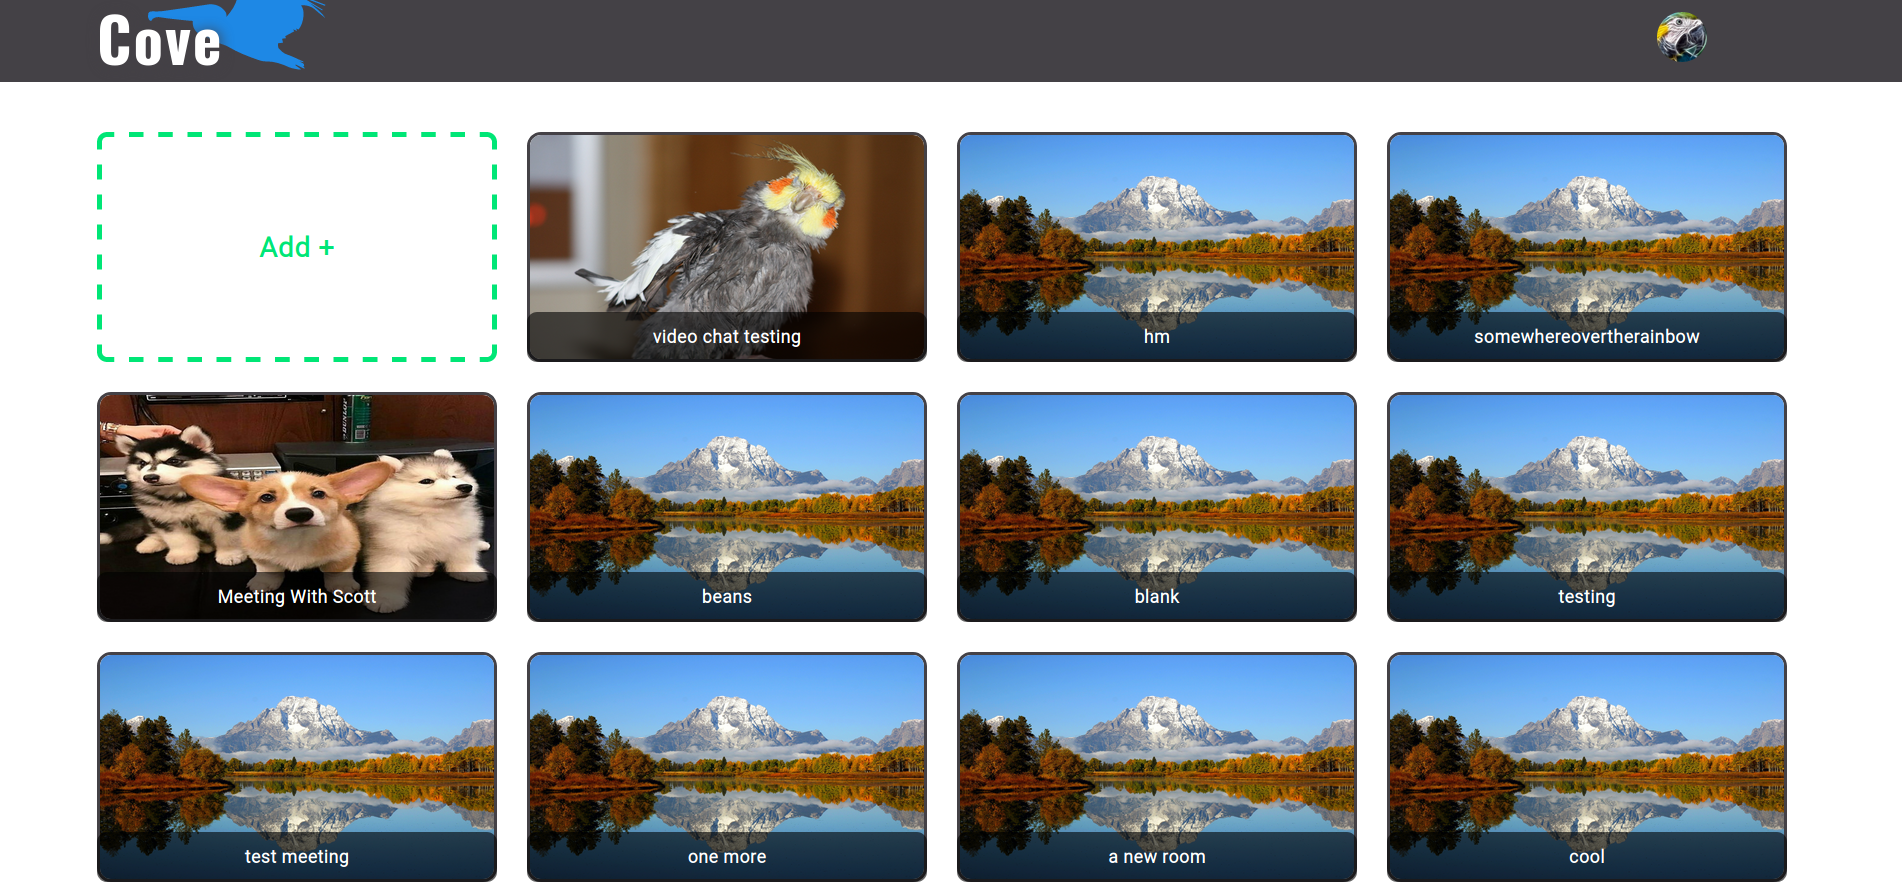 Cove
Add +
video chat testing
hm
somewhereovertherainbow
DUNLOP
Meeting With Scott
beans
blank
testing
test meeting
one more
a new room
cool